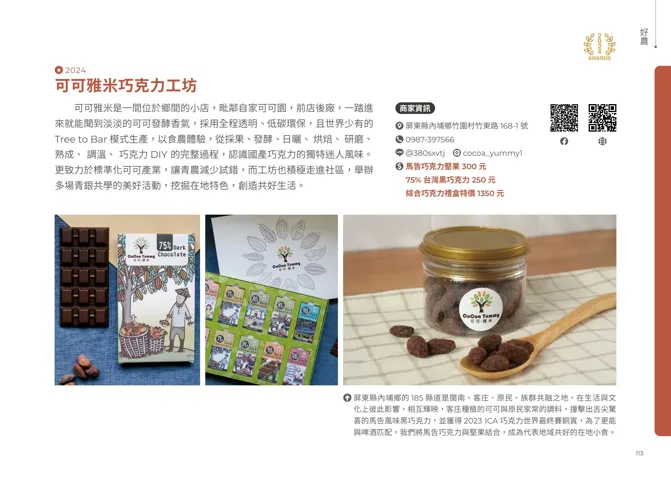 好農
2024
AWARDS
2024
可可雅米巧克力工坊
可可雅米是一間位於鄉間的小店，毗鄰自家可可園，前店後廠，一踏進
來就能聞到淡淡的可可發酵香氣，採用全程透明、低碳環保，且世界少有的
Tree to Bar 模式生產，以食農體驗，從採果、發酵、日曬、 烘焙、 研磨、
熟成、 調溫、 巧克力 DIY 的完整過程，認識國產巧克力的獨特迷人風味。
更致力於標準化可可產業，讓青農減少試錯，而工坊也積極走進社區，舉辦
多場青銀共學的美好活動，挖掘在地特色，創造共好生活。
商家資訊
屏東縣內埔鄉竹圍村竹東路 168-1 號
0987-397566
@380sxvtj
cocoa_yummy1
馬告巧克力堅果 300 元
75% 台灣黑巧克力 250 元
綜合巧克力禮盒特價 1350 元
CoCoa Yummy
75% Dark
Chocolate
CoCoa Yummy
CoCoa Yummy
可可•雅米
屏東縣內埔鄉的 185 縣道是閩南、客庄、原民、族群共融之地，在生活與文
化上彼此影響，相互輝映，客庄種植的可可與原民家常的調料，撞擊出舌尖驚
喜的馬告風味黑巧克力，並獲得 2023 ICA 巧克力世界最終賽銅賞，為了更能
與啤酒匹配，我們將馬告巧克力與堅果結合，成為代表地域共好的在地小食。
113